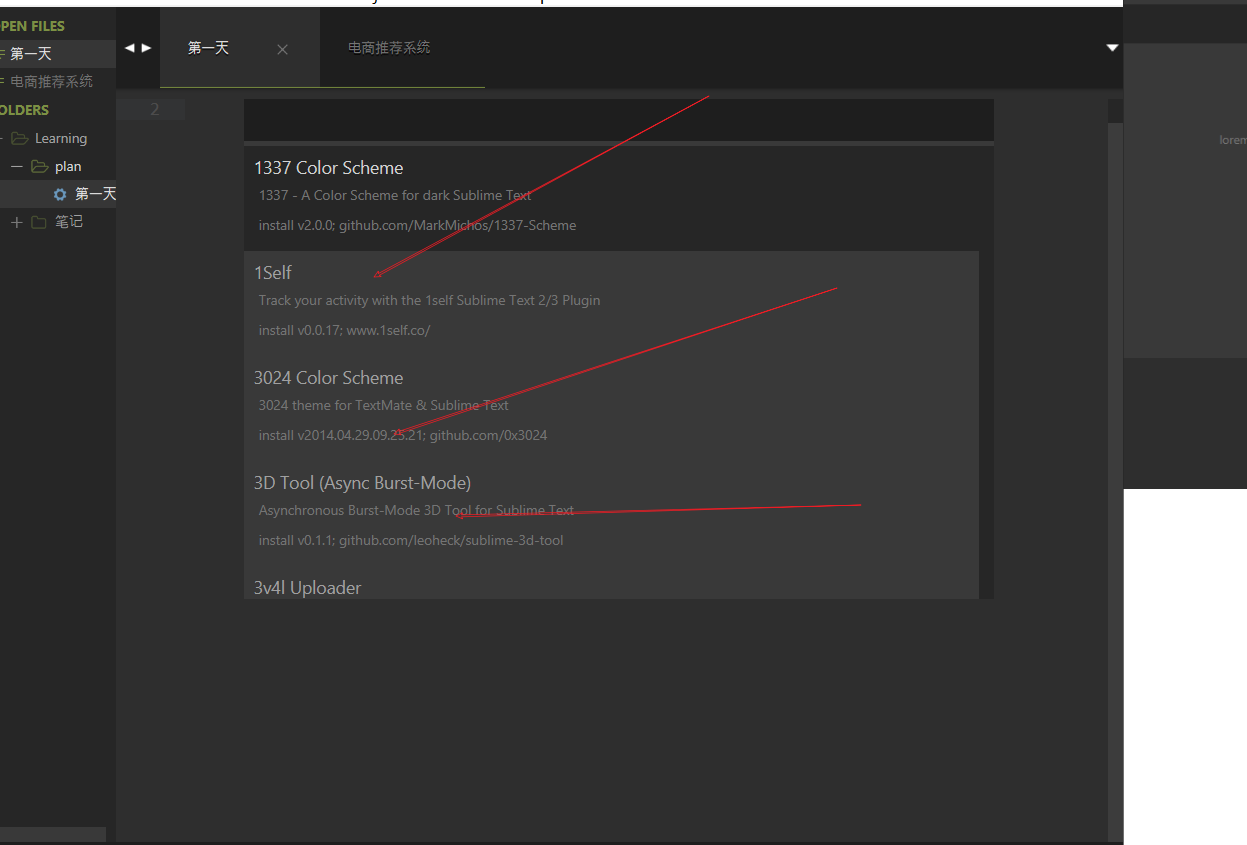 PEN FILES
第一天
电商推荐系统
OLDERS
Learning
plan
第一天
笔记
第一天
电商推荐系统
2
1337 Color Scheme
1337 - A Color Scheme for dark Sublime Text
install v2.0.0; github.com/MarkMichos/1337-Scheme
1Self
Track your activity with the 1self Sublime Text 2/3 Plugin
install v0.0.17; www.1self.co/
3024 Color Scheme
3024 theme for TextMate & Sublime Text
install v2014.04.29.09.25.21; github.com/0x3024
3D Tool (Async Burst-Mode)
Asynchronous Burst-Mode 3D Tool for Sublime Text
install v0.1.1; github.com/leoheck/sublime-3d-tool
3v4l Uploader
lorem